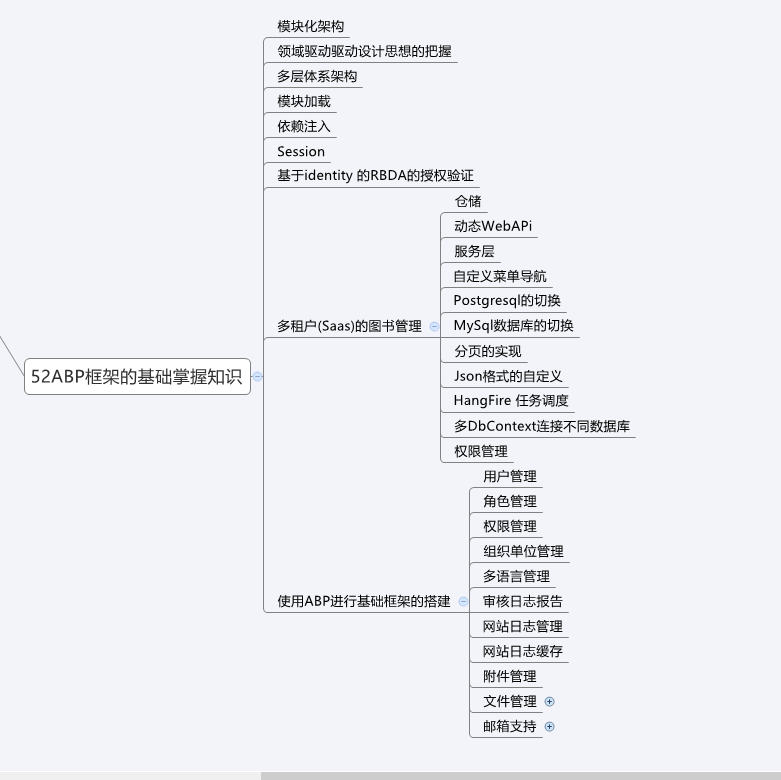 模块化架构
领域驱动驱动设计思想的把握
多层体系架构
模块加载
依赖注入
Session
基于identity 的RBDA的授权验证
仓储
动态WebAPi
服务层
自定义菜单导航
Postgresql的切换
多租户(Saas)的图书管理
MySql数据库的切换
分页的实现
52ABP框架的基础掌握知识
Json格式的自定义
HangFire 任务调度
多DbContext连接不同数据库
权限管理
用户管理
角色管理
权限管理
组织单位管理
多语言管理
使用ABP进行基础框架的搭建
审核日志报告
网站日志管理
网站日志缓存
附件管理
文件管理
邮箱支持